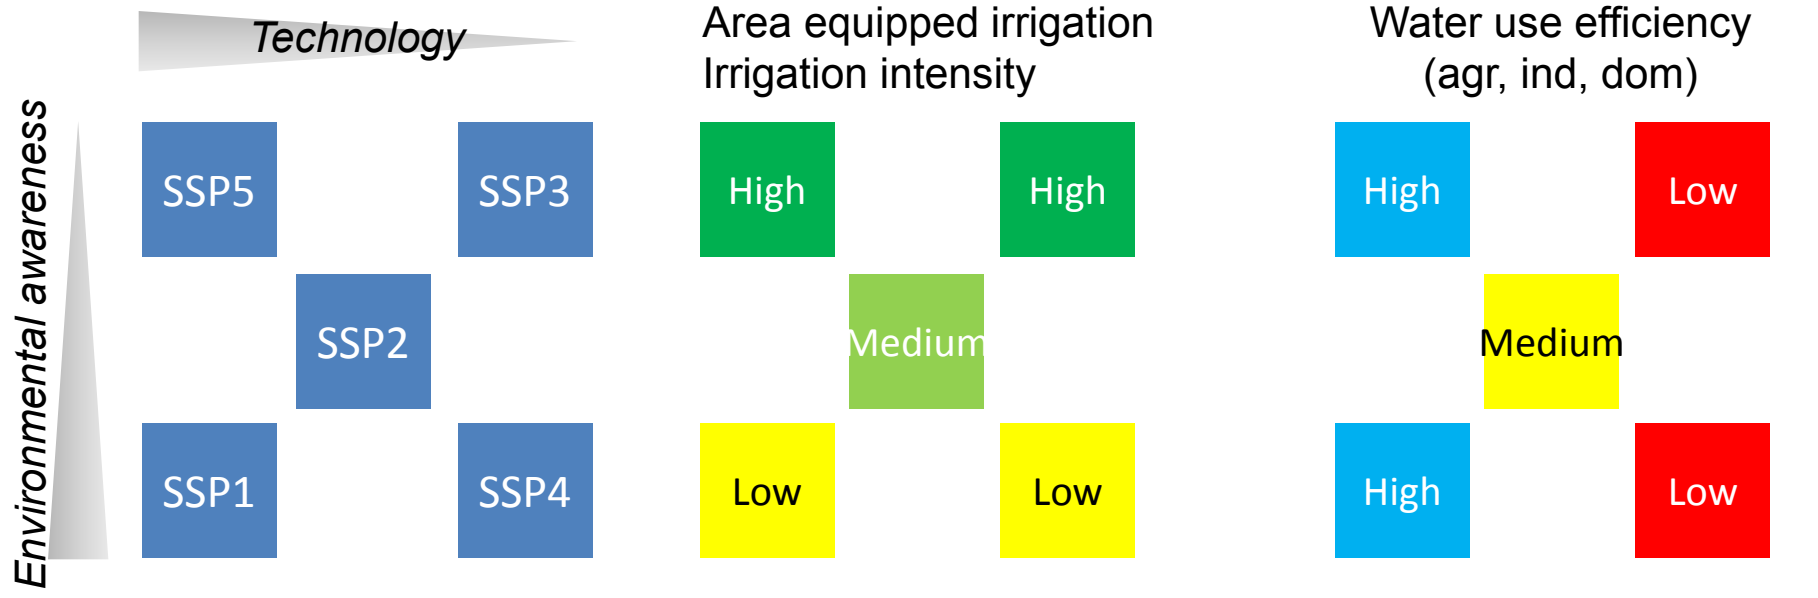 Technology
Area equipped irrigation
Irrigation intensity
Water use efficiency
(agr, ind, dom)
Environmental awareness
SSP5
SSP3
SSP2
SSP1
SSP4
High
High
Medium
Low
Low
High
Low
Medium
High
Low